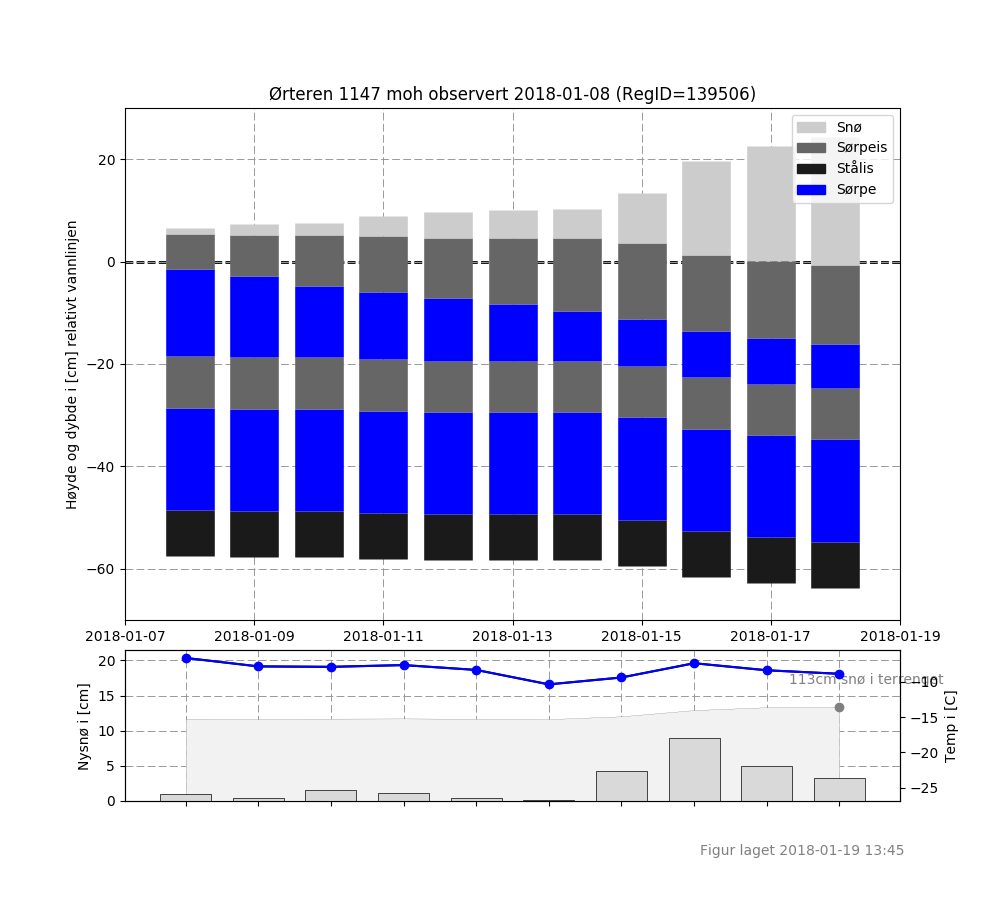 Ørteren 1147 moh observert 2018-01-08 (RegID=139506)
Snø
Sørpeis
Stålis
Sørpe
Høyde og dybde i [cm] relativt vannlinjen
20
0
−20
−40
−60
2018-01-07 2018-01-09 2018-01-11 2018-01-13 2018-01-15 2018-01-17 2018-01-19
Nysnø i [cm]
20
15
10
5
0
113cm snø i terrenget
−10
−15
−20
−25
Temp i [C]
Figur laget 2018-01-19 13:45